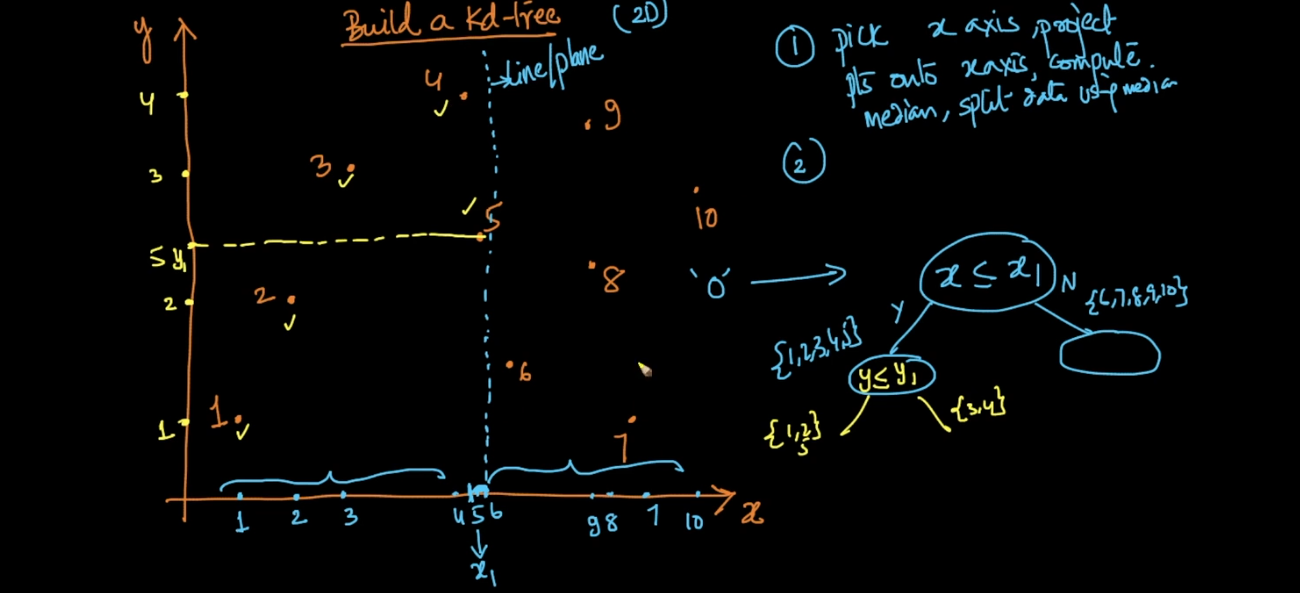 Build a Kd-tree (2D)
y
4
3
5 y1
2
1
Line/plane
4
9
3
5
10
2
8
6
1
7
1 2 3 4 5 6 9 8 7 10
x
x1
① pick x axis, project
pts onto x axis, compute.
median, split data using median
②
'0'
x ≤ x1
Y
N
{6,7,8,9,10}
{1,2,3,4,5}
y ≤ y1
{1,2}
5
{3,4}